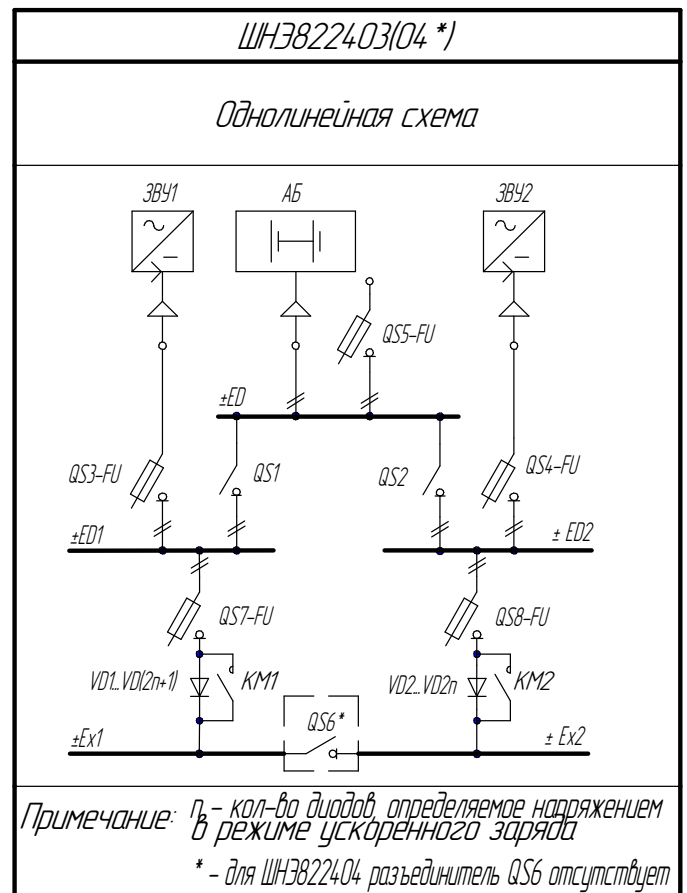 ШНЭ822403(04*)
Однолинейная схема
ЗВУ1
АБ
ЗВУ2
QS5-FU
±ED
QS3-FU
QS1
QS2
QS4-FU
±ED1
± ED2
QS7-FU
QS8-FU
VD1...VD(2n+1)
KM1
VD2...VD2n
KM2
QS6*
±Ex1
± Ex2
Примечание: n - кол-во диодов, определяемое напряжением
в режиме ускоренного заряда
* - для ШНЭ822404 разъединитель QS6 отсутствует